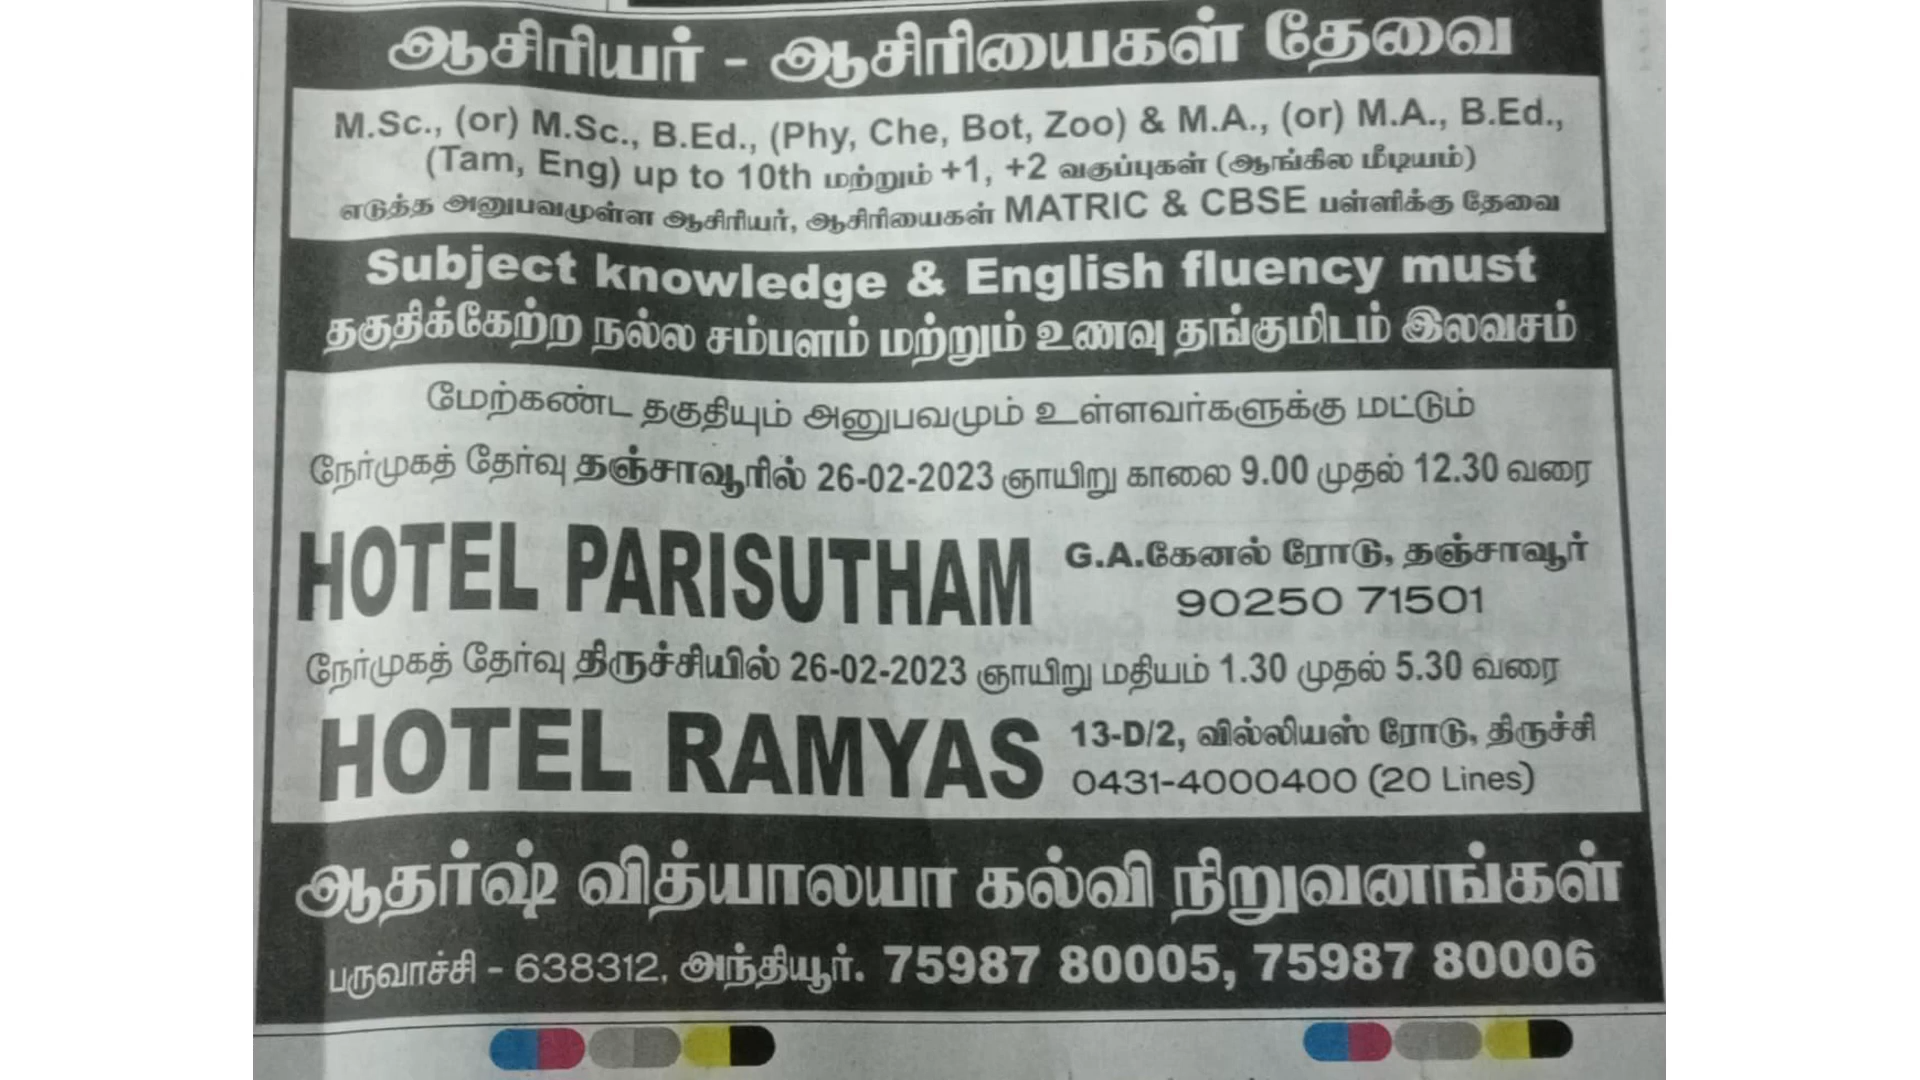 ஆசிரியர் - ஆசிரியைகள் தேவை
M.Sc., (or) M.Sc., B.Ed., (Phy, Che, Bot, Zoo) & M.A., (or) M.A., B.Ed.,
(Tam, Eng) up to 10th மற்றும் +1, +2 வகுப்புகள் (ஆங்கில மீடியம்)
எடுத்த அனுபவமுள்ள ஆசிரியர், ஆசிரியைகள் MATRIC & CBSE பள்ளிக்கு தேவை
Subject knowledge & English fluency must
தகுதிக்கேற்ற நல்ல சம்பளம் மற்றும் உணவு தங்குமிடம் இலவசம்
மேற்கண்ட தகுதியும் அனுபவமும் உள்ளவர்களுக்கு மட்டும்
நேர்முகத் தேர்வு தஞ்சாவூரில் 26-02-2023 ஞாயிறு காலை 9.00 முதல் 12.30 வரை
HOTEL PARISUTHAM
G.A.கேனல் ரோடு, தஞ்சாவூர்
90250 71501
நேர்முகத் தேர்வு திருச்சியில் 26-02-2023 ஞாயிறு மதியம் 1.30 முதல் 5.30 வரை
HOTEL RAMYAS
13-D/2, வில்லியஸ் ரோடு, திருச்சி
0431-4000400 (20 Lines)
ஆதர்ஷ் வித்யாலயா கல்வி நிறுவனங்கள்
பருவாச்சி - 638312, அந்தியூர். 75987 80005, 75987 80006